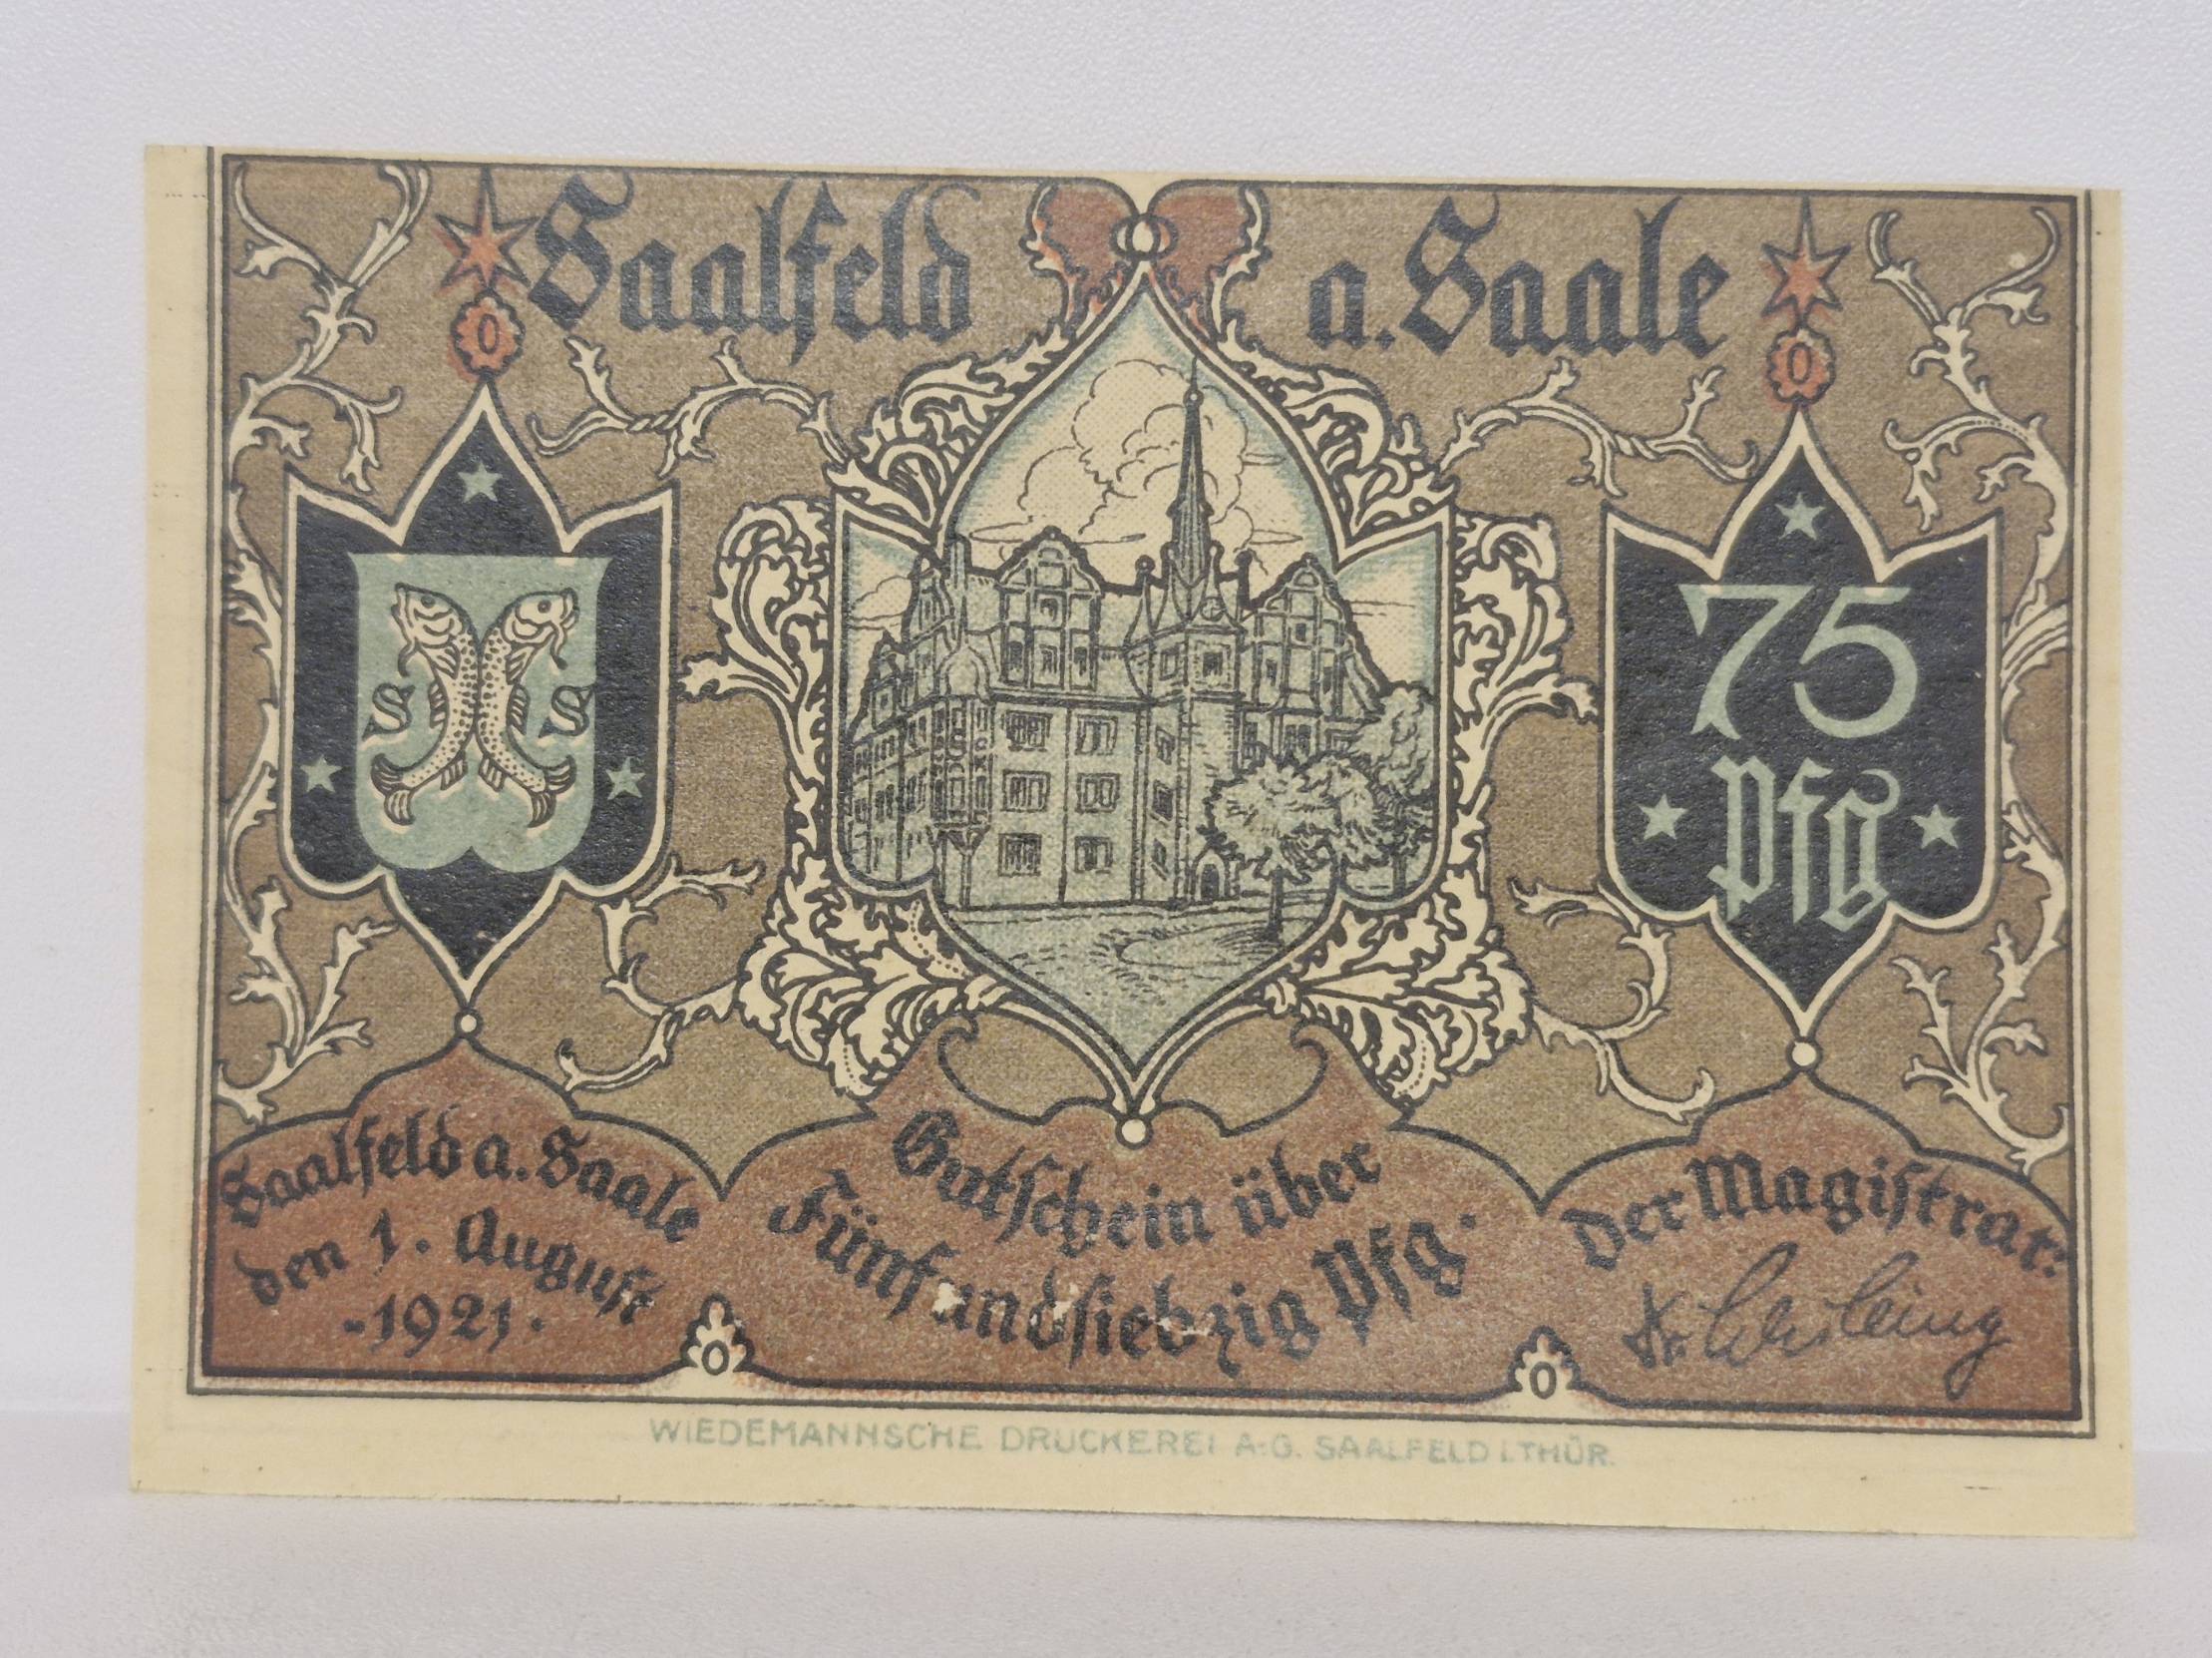 Saalfeld a. Saale
S S
75
Pfg
Saalfeld a. Saale
den 1. August
-1921.
Gutschein über
Fünfundsiebzig Pfg.
Der Magistrat:
WIEDEMANNSCHE DRUCKEREI A:G. SAALFELD I. THÜR.